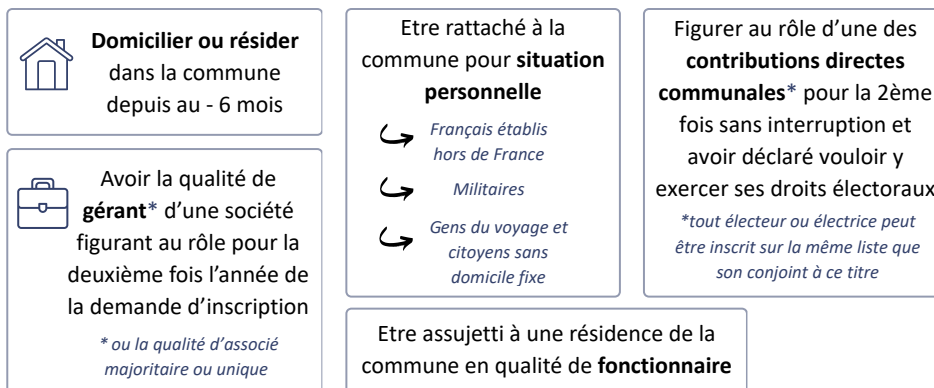 Domicilier ou résider
dans la commune
depuis au - 6 mois
Avoir la qualité de
gérant* d’une société
figurant au rôle pour la
deuxième fois l’année de
la demande d’inscription
* ou la qualité d’associé
majoritaire ou unique
Etre rattaché à la
commune pour situation
personnelle
Français établis
hors de France
Militaires
Gens du voyage et
citoyens sans
domicile fixe
Figurer au rôle d’une des
contributions directes
communales* pour la 2ème
fois sans interruption et
avoir déclaré vouloir y
exercer ses droits électoraux
*tout électeur ou électrice peut
être inscrit sur la même liste que
son conjoint à ce titre
Etre assujetti à une résidence de la
commune en qualité de fonctionnaire